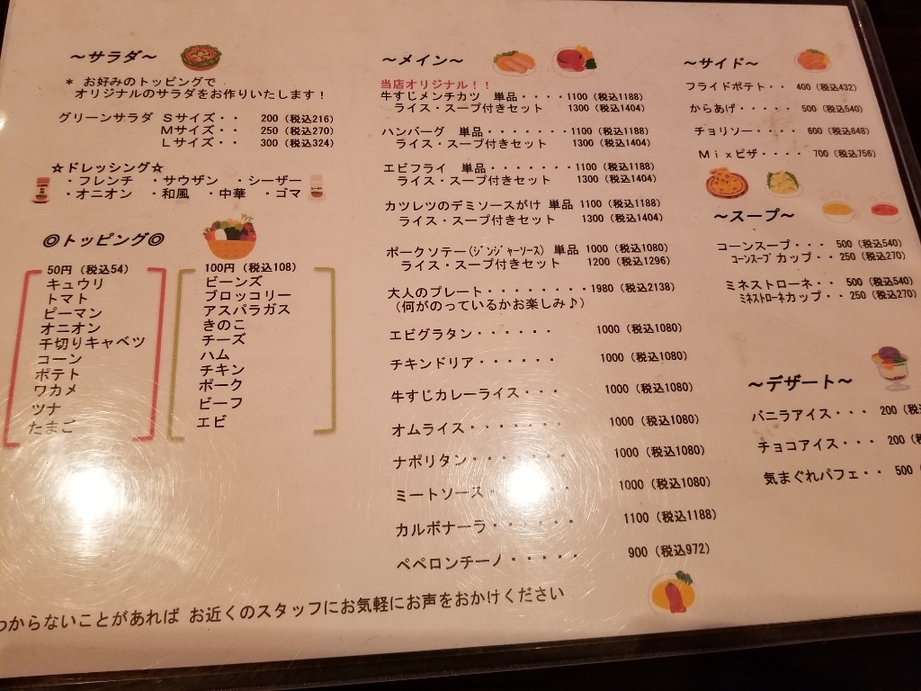 ～サラダ～
* お好みのトッピングで
オリジナルのサラダをお作りいたします！
グリーンサラダ Ｓサイズ・・ 200（税込216）
Ｍサイズ・・ 250（税込270）
Ｌサイズ・・ 300（税込324）
☆ドレッシング☆
・フレンチ ・サウザン ・シーザー
・オニオン ・和風 ・中華 ・ゴマ
◎トッピング◎
50円（税込54）
キュウリ
トマト
ピーマン
オニオン
千切りキャベツ
コーン
ポテト
ワカメ
ツナ
たまご
100円（税込108）
ビーンズ
ブロッコリー
アスパラガス
きのこ
チーズ
ハム
チキン
ポーク
ビーフ
エビ
～メイン～
当店オリジナル！！
牛すじメンチカツ 単品・・・・1100（税込1188）
ライス・スープ付きセット 1300（税込1404）
ハンバーグ 単品・・・・・・・1100（税込1188）
ライス・スープ付きセット 1300（税込1404）
エビフライ 単品・・・・・・・1100（税込1188）
ライス・スープ付きセット 1300（税込1404）
カツレツのデミソースがけ 単品 1100（税込1188）
ライス・スープ付きセット 1300（税込1404）
ポークソテー（ｼﾞﾝｼﾞｬｰソース） 単品 1000（税込1080）
ライス・スープ付きセット 1200（税込1296）
大人のプレート・・・・・・・・1980（税込2138）
（何がのっているかお楽しみ♪）
エビグラタン・・・・・・ 1000（税込1080）
チキンドリア・・・・・・ 1000（税込1080）
牛すじカレーライス・・・ 1000（税込1080）
オムライス・・・・・・・ 1000（税込1080）
ナポリタン・・・・・・・ 1000（税込1080）
ミートソース・・・・・・ 1000（税込1080）
カルボナーラ・・・・・・ 1100（税込1188）
ペペロンチーノ・・・・・ 900（税込972）
～サイド～
フライドポテト・・ 400（税込432）
からあげ・・・・・ 500（税込540）
チョリソー・・・・ 600（税込648）
Ｍｉｘピザ・・・・ 700（税込756）
～スープ～
コーンスープ・・・ 500（税込540）
ｺｰﾝｽｰﾌﾟカップ・・250（税込270）
ミネストローネ・・ 500（税込540）
ﾐﾈｽﾄﾛｰﾈカップ・・250（税込270）
～デザート～
バニラアイス・・・ 200（税
チョコアイス・・・ 200（税
気まぐれパフェ・・ 500（
わからないことがあれば お近くのスタッフにお気軽にお声をおかけください